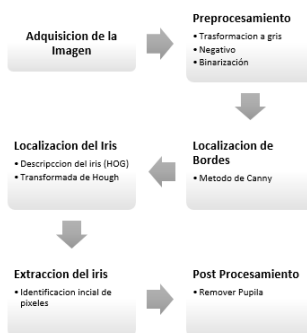 Adquisicion de la
Imagen
Preprocesamiento
• Trasformacion a gris
• Negativo
• Binarización
Localizacion de
Bordes
• Metodo de Canny
Localizacion del Iris
• Descripccion del iris (HOG)
• Transformada de Hough
Extraccion del iris
• Identificacion incial de
pixeles
Post Procesamiento
• Remover Pupila